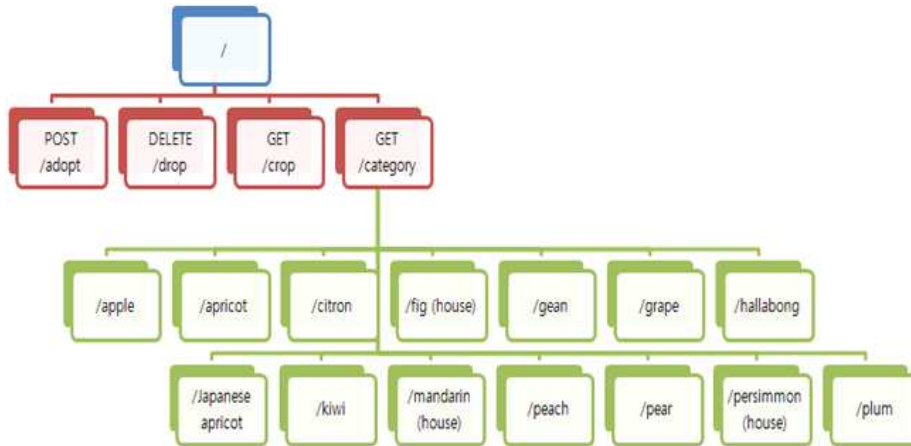 /
POST
/adopt
DELETE
/drop
GET
/crop
GET
/category
/apple
/apricot
/citron
/fig (house)
/gean
/grape
/hallabong
/Japanese
apricot
/kiwi
/mandarin
(house)
/peach
/pear
/persimmon
(house)
/plum